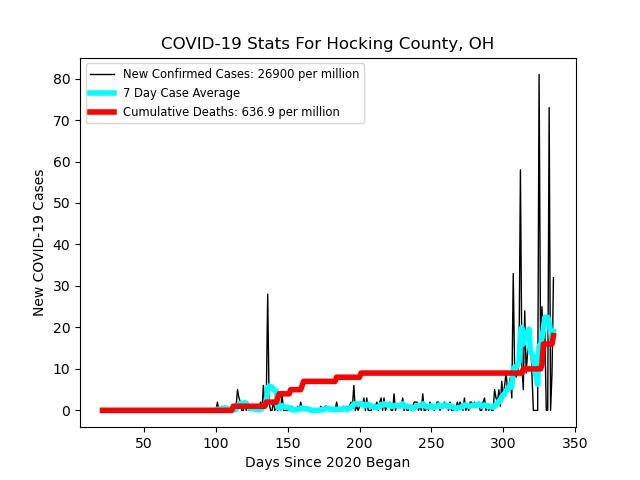 COVID-19 Stats For Hocking County, OH
New Confirmed Cases: 26900 per million
7 Day Case Average
Cumulative Deaths: 636.9 per million
New COVID-19 Cases
80
70
60
50
40
30
20
10
0
50 100 150 200 250 300 350
Days Since 2020 Began